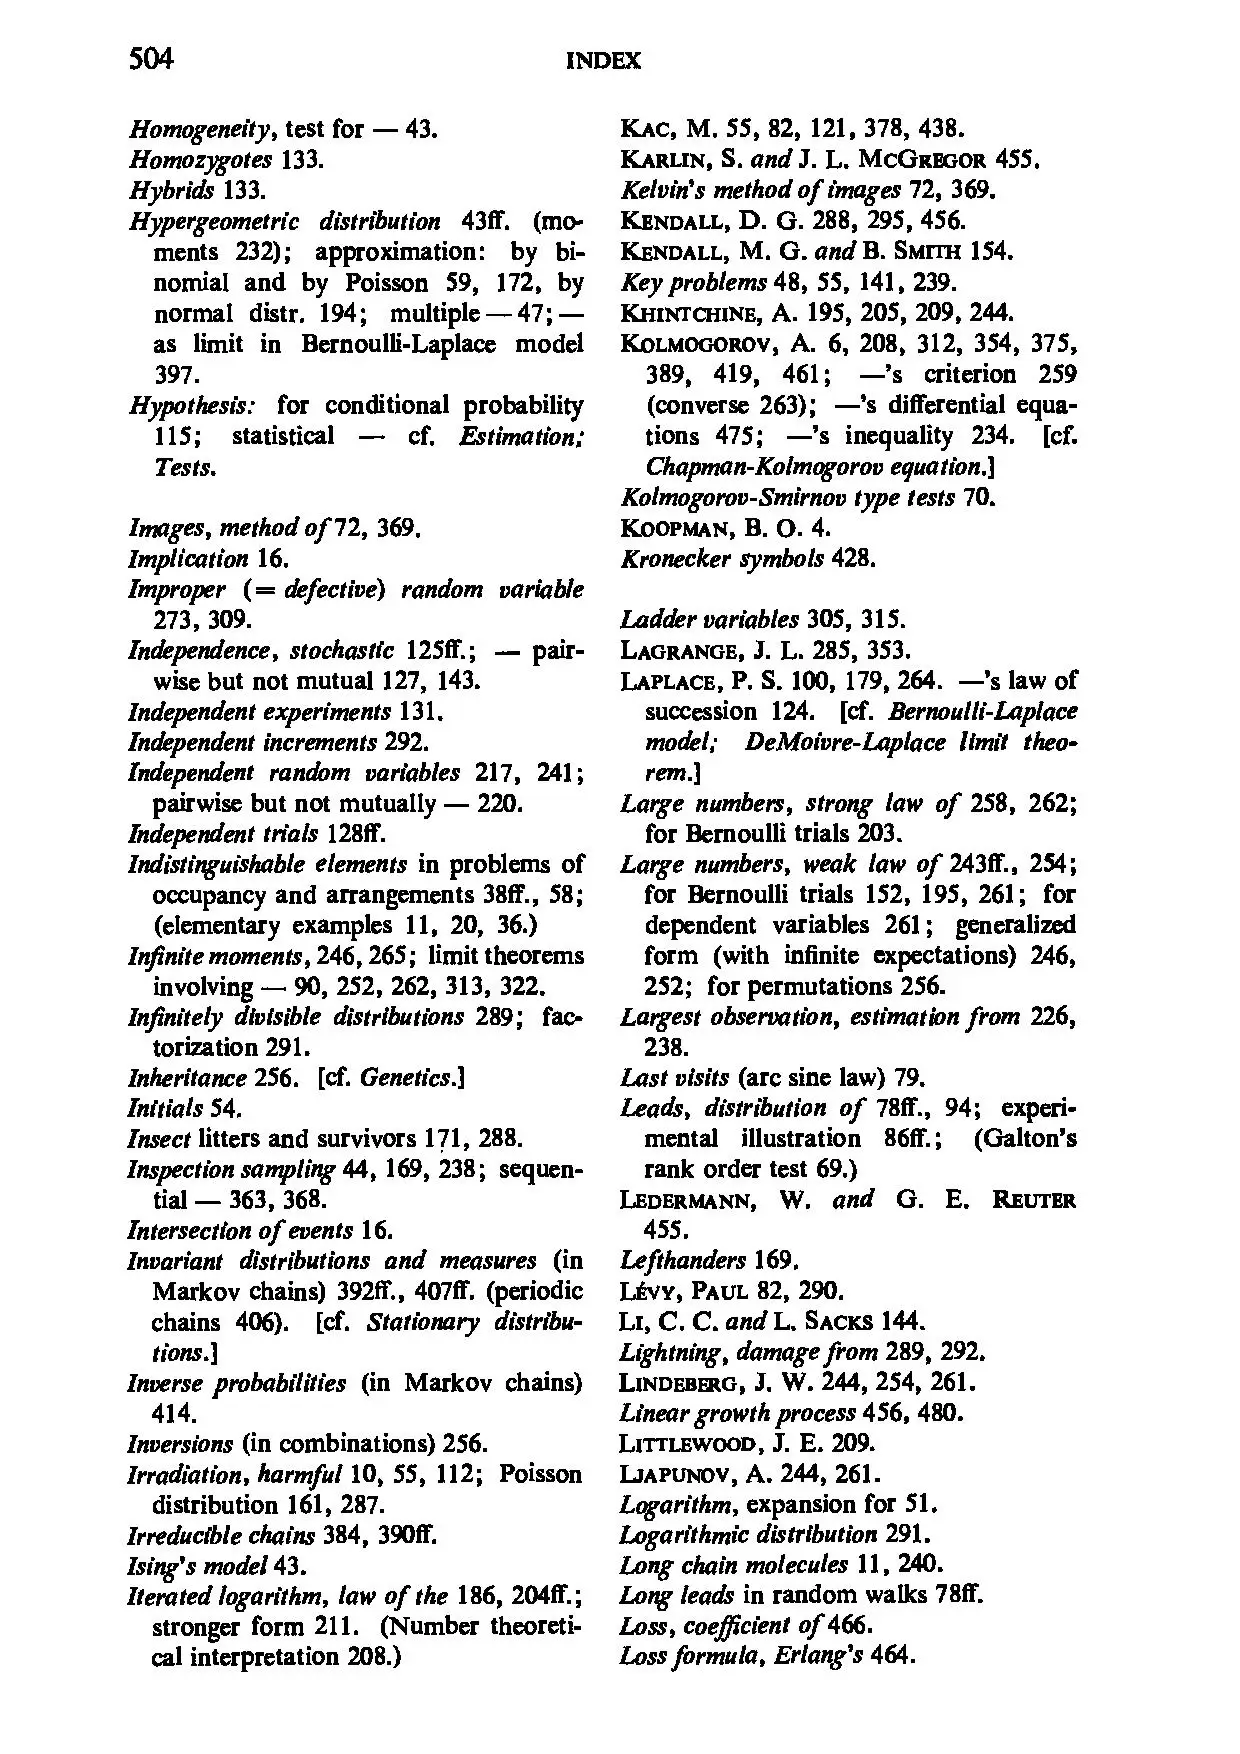 504
INDEX
Homogeneity, test for — 43.
Homozygotes 133.
Hybrids 133.
Hypergeometric distribution 43ff. (mo-
ments 232); approximation: by bi-
nomial and by Poisson 59, 172, by
normal distr. 194; multiple — 47; —
as limit in Bernoulli-Laplace model
397.
Hypothesis: for conditional probability
115; statistical — cf. Estimation;
Tests.
Images, method of 72, 369.
Implication 16.
Improper (= defective) random variable
273, 309.
Independence, stochastic 125ff.; — pair-
wise but not mutual 127, 143.
Independent experiments 131.
Independent increments 292.
Independent random variables 217, 241;
pairwise but not mutually — 220.
Independent trials 128ff.
Indistinguishable elements in problems of
occupancy and arrangements 38ff., 58;
(elementary examples 11, 20, 36.)
Infinite moments, 246, 265; limit theorems
involving — 90, 252, 262, 313, 322.
Infinitely divisible distributions 289; fac-
torization 291.
Inheritance 256. [cf. Genetics.]
Initials 54.
Insect litters and survivors 171, 288.
Inspection sampling 44, 169, 238; sequen-
tial — 363, 368.
Intersection of events 16.
Invariant distributions and measures (in
Markov chains) 392ff., 407ff. (periodic
chains 406). [cf. Stationary distribu-
tions.]
Inverse probabilities (in Markov chains)
414.
Inversions (in combinations) 256.
Irradiation, harmful 10, 55, 112; Poisson
distribution 161, 287.
Irreducible chains 384, 390ff.
Ising's model 43.
Iterated logarithm, law of the 186, 204ff.;
stronger form 211. (Number theoreti-
cal interpretation 208.)
KAC, M. 55, 82, 121, 378, 438.
KARLIN, S. and J. L. MCGREGOR 455.
Kelvin's method of images 72, 369.
KENDALL, D. G. 288, 295, 456.
KENDALL, M. G. and B. SMITH 154.
Key problems 48, 55, 141, 239.
KHINTCHINE, A. 195, 205, 209, 244.
KOLMOGOROV, A. 6, 208, 312, 354, 375,
389, 419, 461; —'s criterion 259
(converse 263); —'s differential equa-
tions 475; —'s inequality 234. [cf.
Chapman-Kolmogorov equation.]
Kolmogorov-Smirnov type tests 70.
KOOPMAN, B. O. 4.
Kronecker symbols 428.
Ladder variables 305, 315.
LAGRANGE, J. L. 285, 353.
LAPLACE, P. S. 100, 179, 264. —'s law of
succession 124. [cf. Bernoulli-Laplace
model; DeMoivre-Laplace limit theo-
rem.]
Large numbers, strong law of 258, 262;
for Bernoulli trials 203.
Large numbers, weak law of 243ff., 254;
for Bernoulli trials 152, 195, 261; for
dependent variables 261; generalized
form (with infinite expectations) 246,
252; for permutations 256.
Largest observation, estimation from 226,
238.
Last visits (arc sine law) 79.
Leads, distribution of 78ff., 94; experi-
mental illustration 86ff.; (Galton's
rank order test 69.)
LEDERMANN, W. and G. E. REUTER
455.
Lefthanders 169.
LÉVY, PAUL 82, 290.
LI, C. C. and L. SACKS 144.
Lightning, damage from 289, 292.
LINDEBERG, J. W. 244, 254, 261.
Linear growth process 456, 480.
LITTLEWOOD, J. E. 209.
LJAPUNOV, A. 244, 261.
Logarithm, expansion for 51.
Logarithmic distribution 291.
Long chain molecules 11, 240.
Long leads in random walks 78ff.
Loss, coefficient of 466.
Loss formula, Erlang's 464.